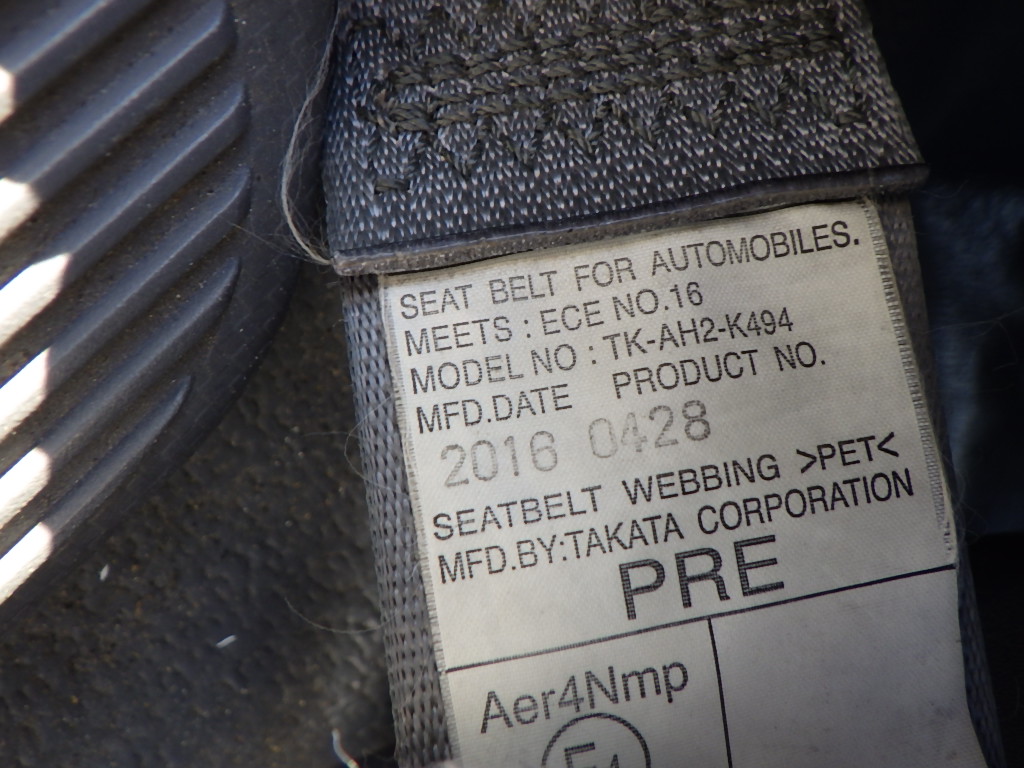 SEAT BELT FOR AUTOMOBILES.
MEETS : ECE NO.16
MODEL NO : TK-AH2-K494
MFD.DATE PRODUCT NO.
2016 0428
SEATBELT WEBBING >PET<
MFD.BY:TAKATA CORPORATION
PRE
Aer4Nmp
E4